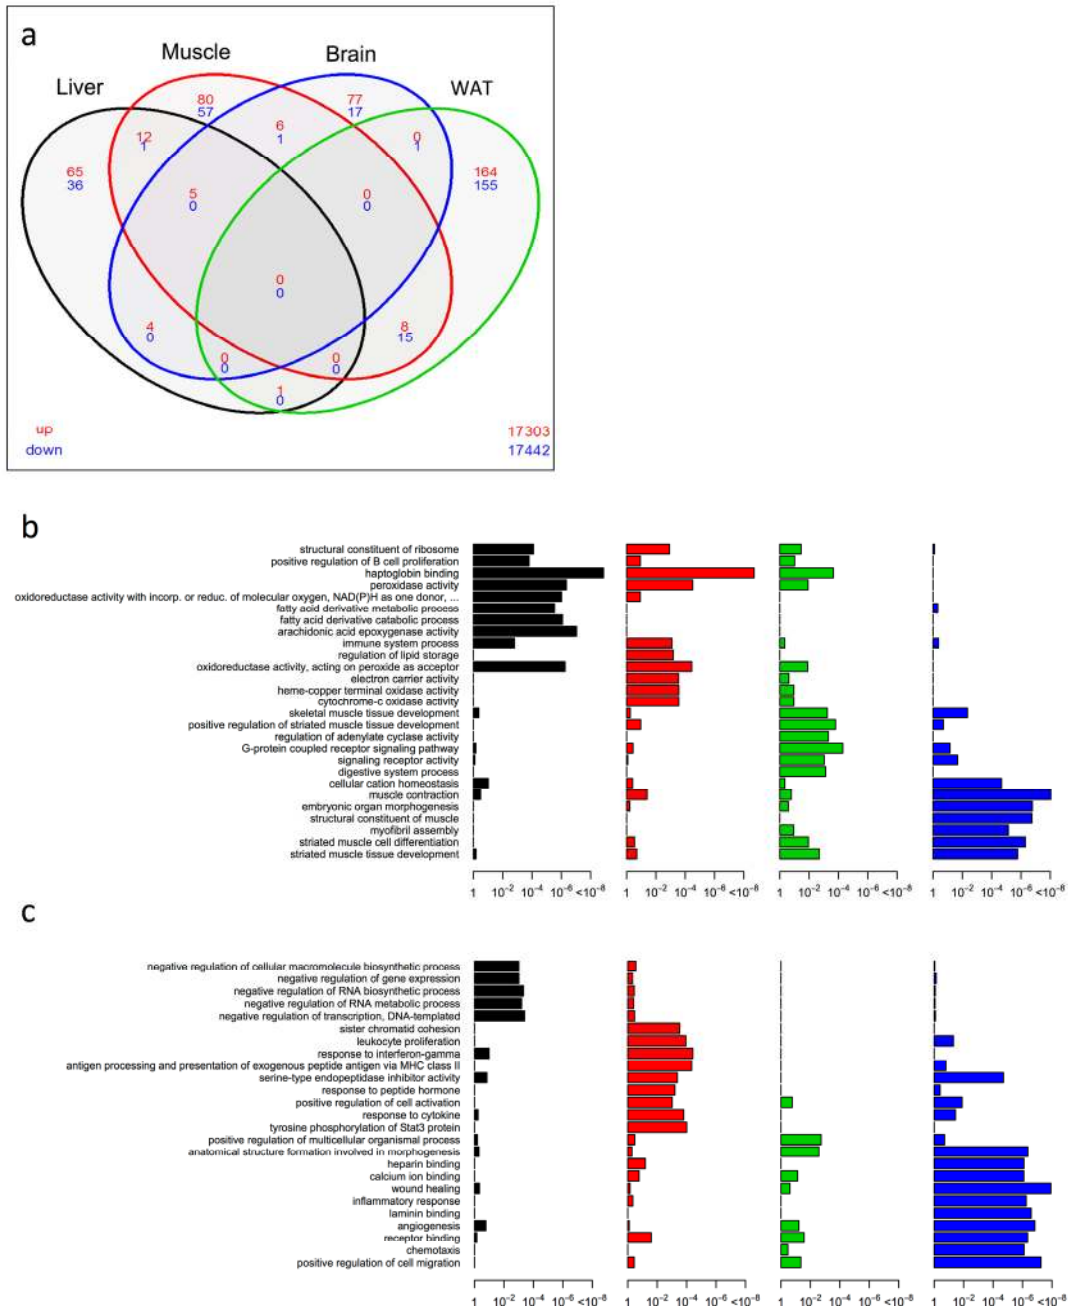 a
Liver
Muscle
Brain
WAT
80
57
77
17
6
1
0
1
12
1
65
36
164
155
5
0
0
0
0
0
4
0
8
15
0
0
0
0
1
0
up
17303
down
17442
b
structural constituent of ribosome
positive regulation of B cell proliferation
haptoglobin binding
peroxidase activity
oxidoreductase activity with incorp. or reduc. of molecular oxygen, NAD(P)H as one donor, ...
fatty acid derivative metabolic process
fatty acid derivative catabolic process
arachidonic acid epoxygenase activity
immune system process
regulation of lipid storage
oxidoreductase activity, acting on peroxide as acceptor
electron carrier activity
heme-copper terminal oxidase activity
cytochrome-c oxidase activity
skeletal muscle tissue development
positive regulation of striated muscle tissue development
regulation of adenylate cyclase activity
G-protein coupled receptor signaling pathway
signaling receptor activity
digestive system process
cellular cation homeostasis
muscle contraction
embryonic organ morphogenesis
structural constituent of muscle
myofibril assembly
striated muscle cell differentiation
striated muscle tissue development
1 10⁻² 10⁻⁴ 10⁻⁶ <10⁻⁸ 1 10⁻² 10⁻⁴ 10⁻⁶ <10⁻⁸ 1 10⁻² 10⁻⁴ 10⁻⁶ <10⁻⁸ 1 10⁻² 10⁻⁴ 10⁻⁶ <10⁻⁸
c
negative regulation of cellular macromolecule biosynthetic process
negative regulation of gene expression
negative regulation of RNA biosynthetic process
negative regulation of RNA metabolic process
negative regulation of transcription, DNA-templated
sister chromatid cohesion
leukocyte proliferation
response to interferon-gamma
antigen processing and presentation of exogenous peptide antigen via MHC class II
serine-type endopeptidase inhibitor activity
response to peptide hormone
positive regulation of cell activation
response to cytokine
tyrosine phosphorylation of Stat3 protein
positive regulation of multicellular organismal process
anatomical structure formation involved in morphogenesis
heparin binding
calcium ion binding
wound healing
inflammatory response
laminin binding
angiogenesis
receptor binding
chemotaxis
positive regulation of cell migration
1 10⁻² 10⁻⁴ 10⁻⁶ <10⁻⁸ 1 10⁻² 10⁻⁴ 10⁻⁶ <10⁻⁸ 1 10⁻² 10⁻⁴ 10⁻⁶ <10⁻⁸ 1 10⁻² 10⁻⁴ 10⁻⁶ <10⁻⁸